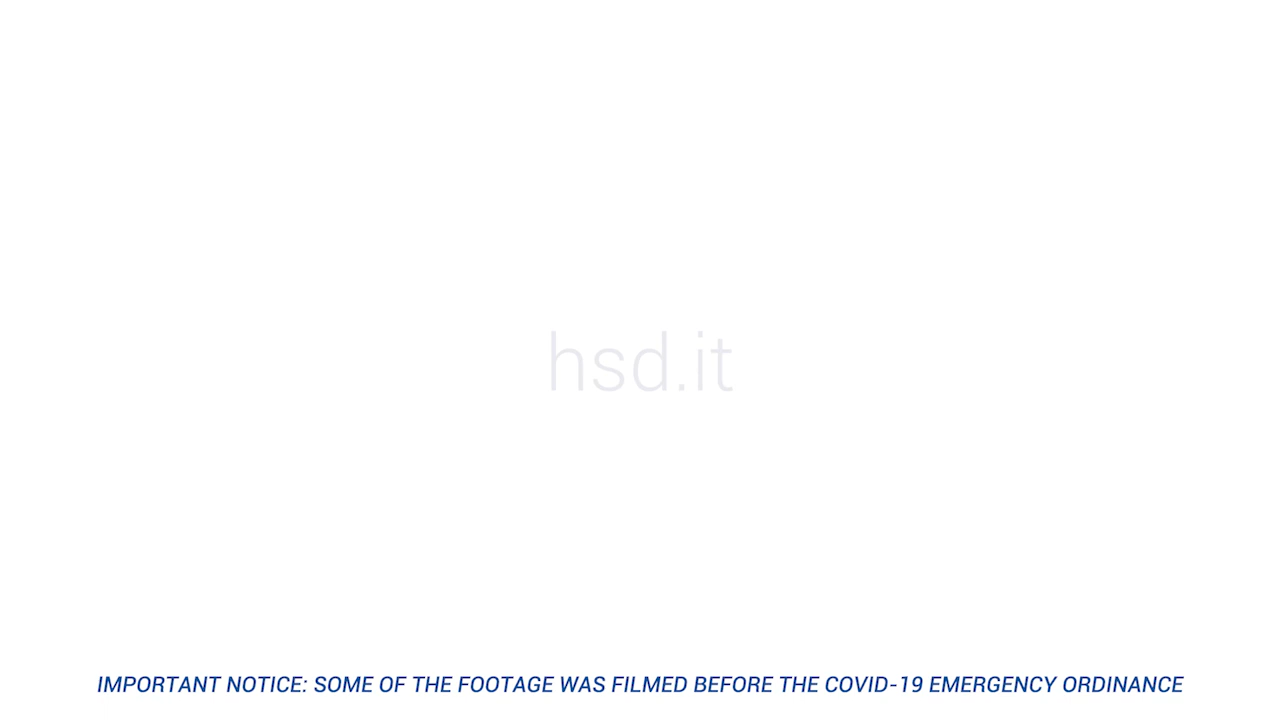 hsd.it
IMPORTANT NOTICE: SOME OF THE FOOTAGE WAS FILMED BEFORE THE COVID-19 EMERGENCY ORDINANCE